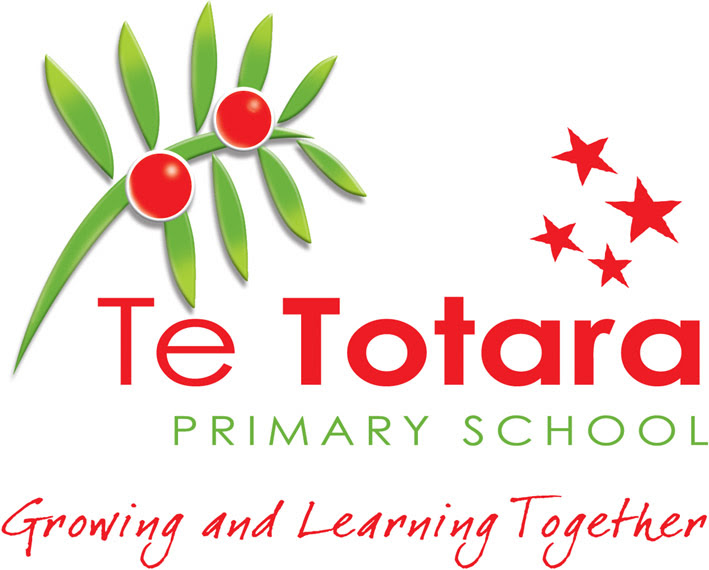 Te Totara
PRIMARY SCHOOL
Growing and Learning Together